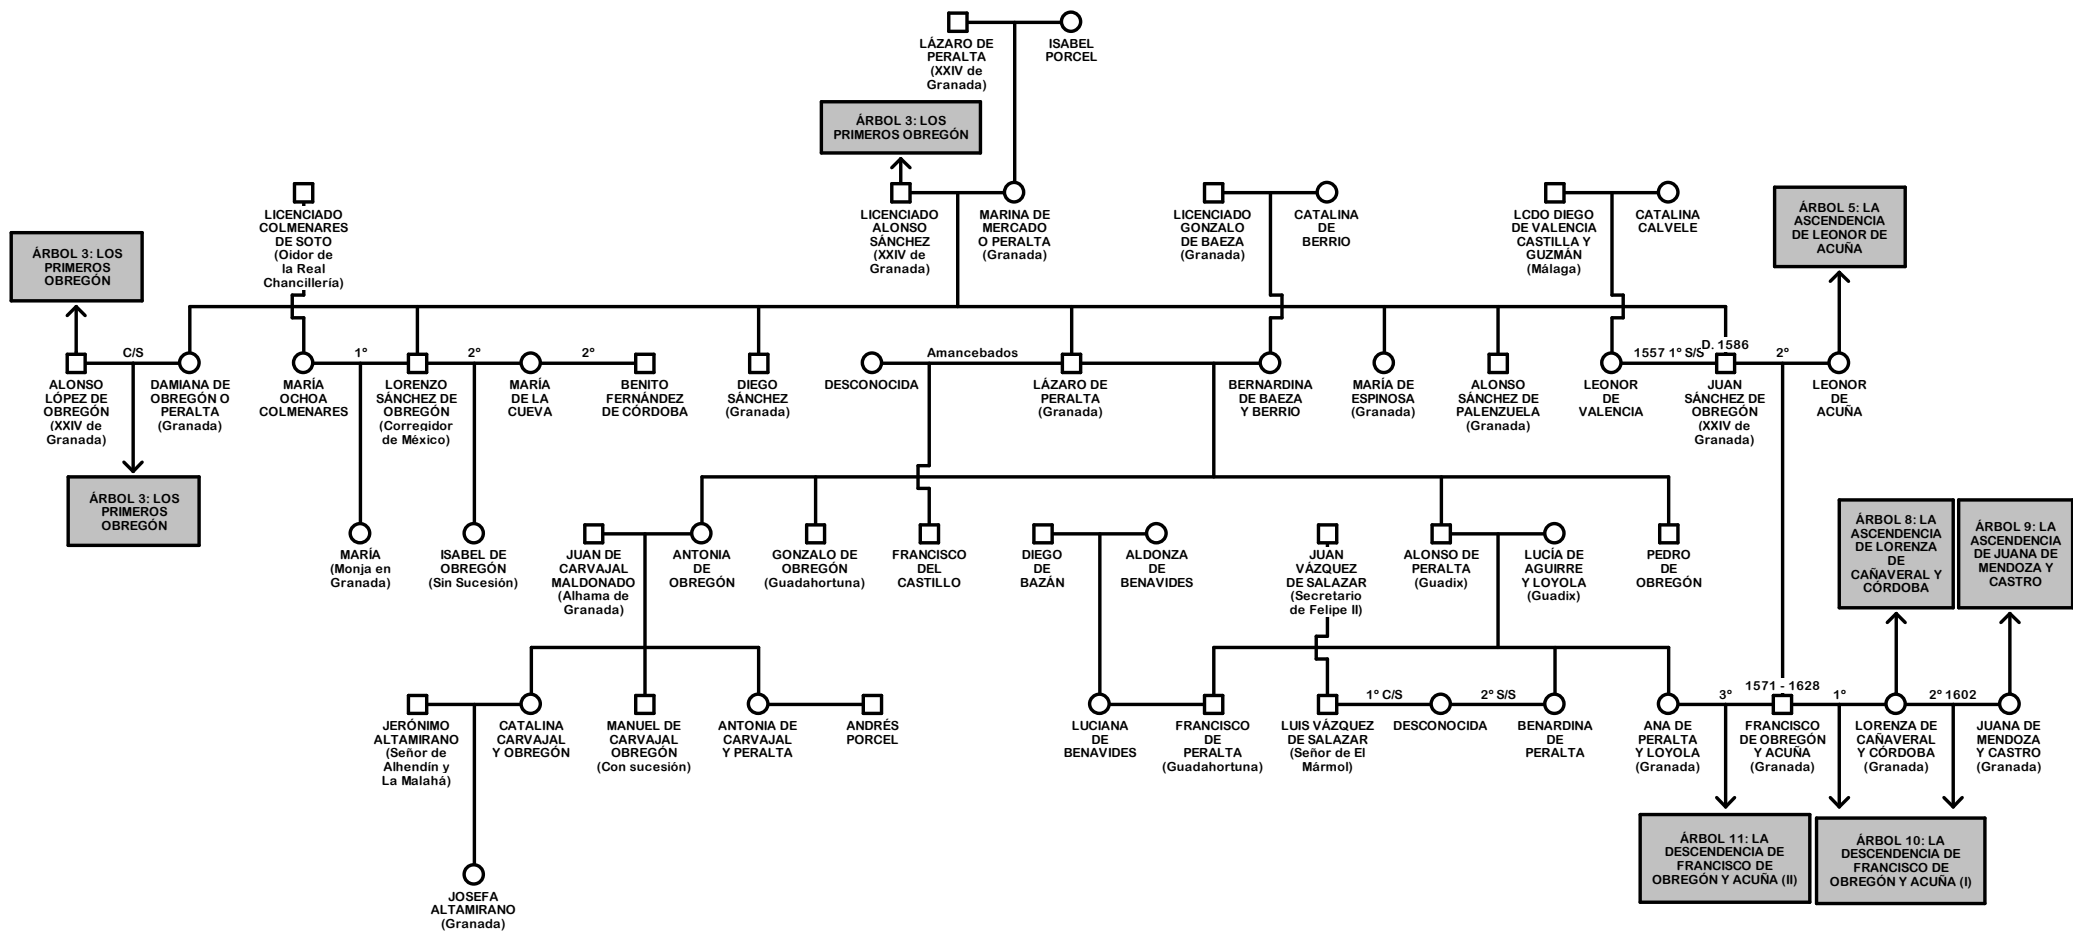 LÁZARO DE
PERALTA
(XXIV de
Granada)
ISABEL
PORCEL
ÁRBOL 3: LOS
PRIMEROS OBREGÓN
LICENCIADO
COLMENARES
DE SOTO
(Oidor de
la Real
Chancillería)
LICENCIADO
ALONSO
SÁNCHEZ
(XXIV de
Granada)
MARINA DE
MERCADO
O PERALTA
(Granada)
LICENCIADO
GONZALO
DE BAEZA
(Granada)
CATALINA
DE
BERRIO
LCDO DIEGO
DE VALENCIA
CASTILLA Y
GUZMÁN
(Málaga)
CATALINA
CALVELE
ÁRBOL 5: LA
ASCENDENCIA
DE LEONOR DE
ACUÑA
ÁRBOL 3: LOS
PRIMEROS
OBREGÓN
C/S
1º
2º
2º
Amancebados
1557 1º S/S
D. 1586
2º
ALONSO
LÓPEZ DE
OBREGÓN
(XXIV de
Granada)
DAMIANA DE
OBREGÓN O
PERALTA
(Granada)
MARÍA
OCHOA
COLMENARES
LORENZO
SÁNCHEZ DE
OBREGÓN
(Corregidor
de México)
MARÍA
DE LA
CUEVA
BENITO
FERNÁNDEZ
DE CÓRDOBA
DIEGO
SÁNCHEZ
(Granada)
DESCONOCIDA
LÁZARO DE
PERALTA
(Granada)
BERNARDINA
DE BAEZA
Y BERRIO
MARÍA DE
ESPINOSA
(Granada)
ALONSO
SÁNCHEZ DE
PALENZUELA
(Granada)
LEONOR
DE
VALENCIA
JUAN
SÁNCHEZ DE
OBREGÓN
(XXIV de
Granada)
LEONOR
DE
ACUÑA
ÁRBOL 3: LOS
PRIMEROS
OBREGÓN
MARÍA
(Monja en
Granada)
ISABEL DE
OBREGÓN
(Sin Sucesión)
JUAN DE
CARVAJAL
MALDONADO
(Alhama de
Granada)
ANTONIA
DE
OBREGÓN
GONZALO DE
OBREGÓN
(Guadahortuna)
FRANCISCO
DEL
CASTILLO
DIEGO
DE
BAZÁN
ALDONZA
DE
BENAVIDES
JUAN
VÁZQUEZ
DE SALAZAR
(Secretario
de Felipe II)
ALONSO DE
PERALTA
(Guadix)
LUCÍA DE
AGUIRRE
Y LOYOLA
(Guadix)
PEDRO
DE
OBREGÓN
ÁRBOL 8: LA
ASCENDENCIA
DE LORENZA
DE
CAÑAVERAL Y
CÓRDOBA
ÁRBOL 9: LA
ASCENDENCIA
DE JUANA DE
MENDOZA Y
CASTRO
1º C/S
2º S/S
3º
1571 - 1628
1º
2º 1602
JERÓNIMO
ALTAMIRANO
(Señor de
Alhendín y
La Malahá)
CATALINA
CARVAJAL
Y OBREGÓN
MANUEL DE
CARVAJAL
OBREGÓN
(Con sucesión)
ANTONIA DE
CARVAJAL
Y PERALTA
ANDRÉS
PORCEL
LUCIANA
DE
BENAVIDES
FRANCISCO
DE
PERALTA
(Guadahortuna)
LUIS VÁZQUEZ
DE SALAZAR
(Señor de El
Mármol)
DESCONOCIDA
BENARDINA
DE
PERALTA
ANA DE
PERALTA
Y LOYOLA
(Granada)
FRANCISCO
DE OBREGÓN
Y ACUÑA
(Granada)
LORENZA DE
CAÑAVERAL
Y CÓRDOBA
(Granada)
JUANA DE
MENDOZA
Y CASTRO
(Granada)
ÁRBOL 11: LA
DESCENDENCIA DE
FRANCISCO DE
OBREGÓN Y ACUÑA (II)
ÁRBOL 10: LA
DESCENDENCIA DE
FRANCISCO DE
OBREGÓN Y ACUÑA (I)
JOSEFA
ALTAMIRANO
(Granada)